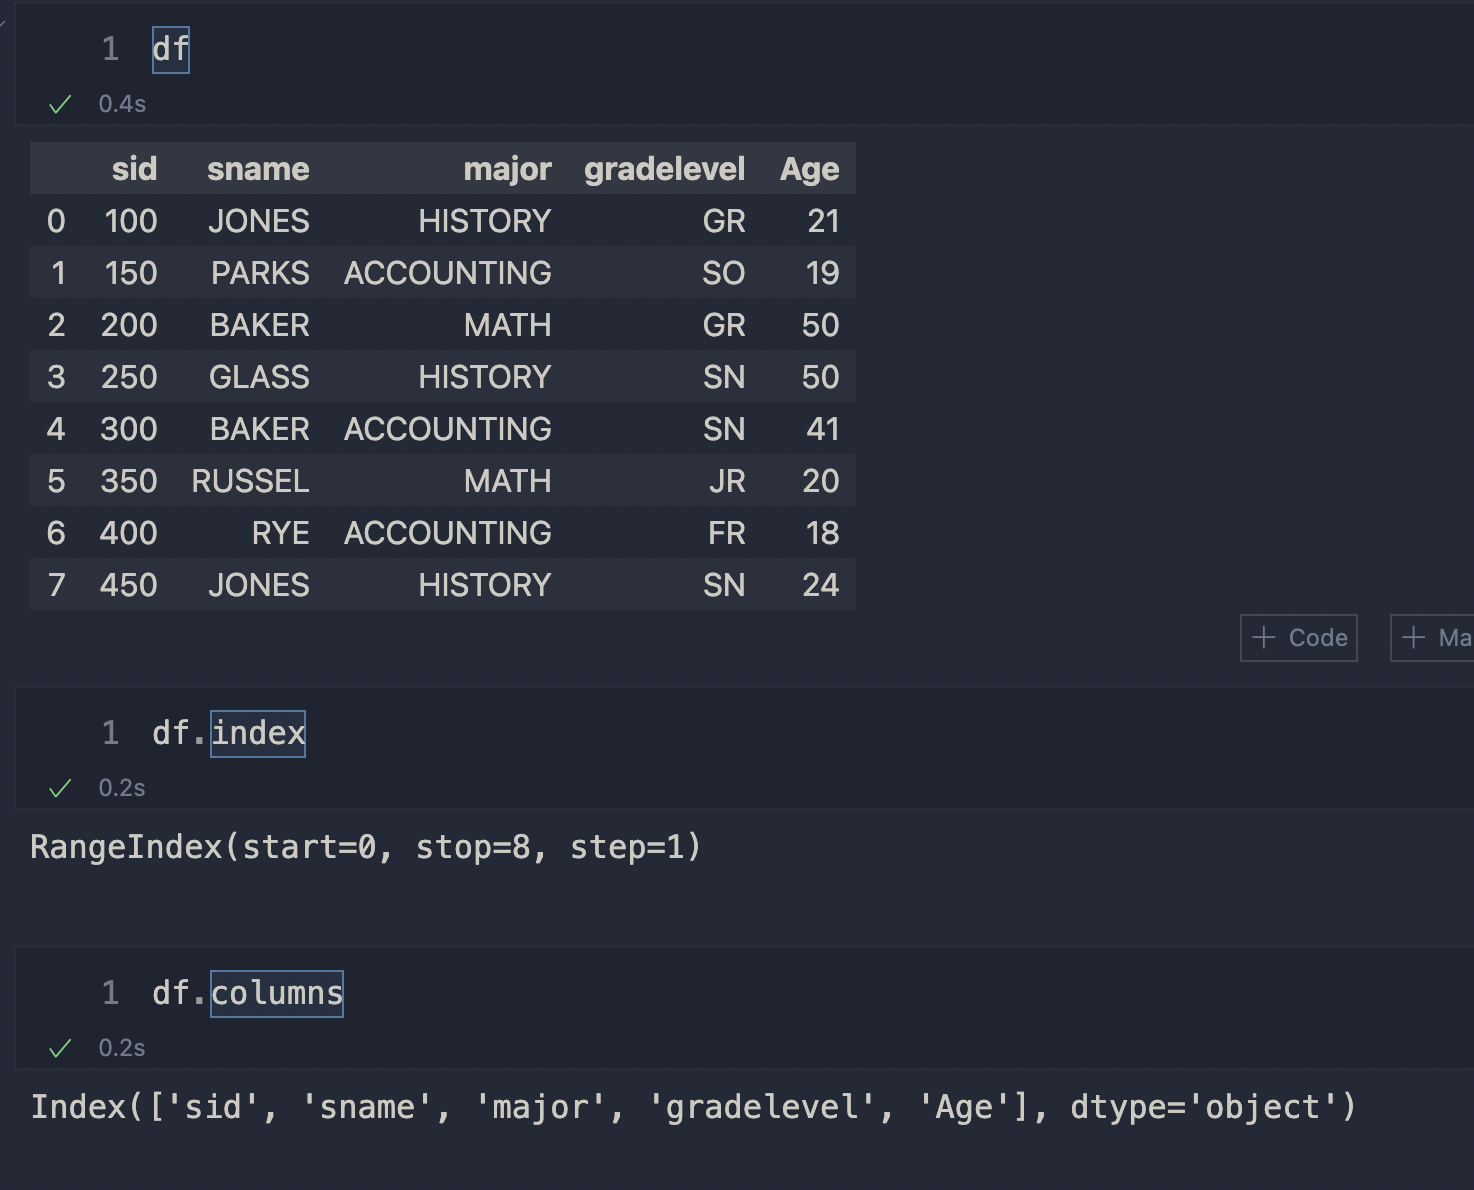 1 df
0.4s
sid sname major gradelevel Age
0 100 JONES HISTORY GR 21
1 150 PARKS ACCOUNTING SO 19
2 200 BAKER MATH GR 50
3 250 GLASS HISTORY SN 50
4 300 BAKER ACCOUNTING SN 41
5 350 RUSSEL MATH JR 20
6 400 RYE ACCOUNTING FR 18
7 450 JONES HISTORY SN 24
+ Code + Ma
1 df.index
0.2s
RangeIndex(start=0, stop=8, step=1)
1 df.columns
0.2s
Index(['sid', 'sname', 'major', 'gradelevel', 'Age'], dtype='object')